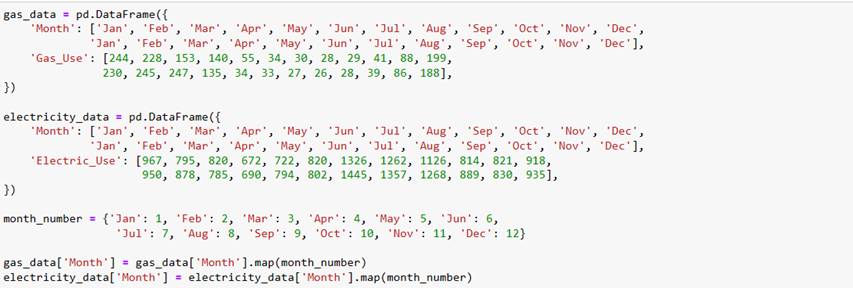 gas_data = pd.DataFrame({
    'Month': ['Jan', 'Feb', 'Mar', 'Apr', 'May', 'Jun', 'Jul', 'Aug', 'Sep', 'Oct', 'Nov', 'Dec',
             'Jan', 'Feb', 'Mar', 'Apr', 'May', 'Jun', 'Jul', 'Aug', 'Sep', 'Oct', 'Nov', 'Dec'],
    'Gas_Use': [244, 228, 153, 140, 55, 34, 30, 28, 29, 41, 88, 199,
               230, 245, 247, 135, 34, 33, 27, 26, 28, 39, 86, 188],
})
electricity_data = pd.DataFrame({
    'Month': ['Jan', 'Feb', 'Mar', 'Apr', 'May', 'Jun', 'Jul', 'Aug', 'Sep', 'Oct', 'Nov', 'Dec',
             'Jan', 'Feb', 'Mar', 'Apr', 'May', 'Jun', 'Jul', 'Aug', 'Sep', 'Oct', 'Nov', 'Dec'],
    'Electric_Use': [967, 795, 820, 672, 722, 820, 1326, 1262, 1126, 814, 821, 918,
                     950, 878, 785, 690, 794, 802, 1445, 1357, 1268, 889, 830, 935],
})
month_number = {'Jan': 1, 'Feb': 2, 'Mar': 3, 'Apr': 4, 'May': 5, 'Jun': 6,
                'Jul': 7, 'Aug': 8, 'Sep': 9, 'Oct': 10, 'Nov': 11, 'Dec': 12}
gas_data['Month'] = gas_data['Month'].map(month_number)
electricity_data['Month'] = electricity_data['Month'].map(month_number)